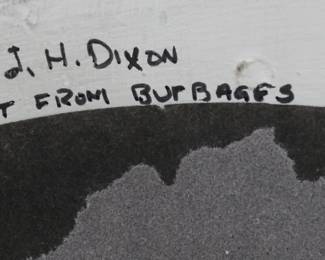 J. H. DIXON
T FROM BURBAGES